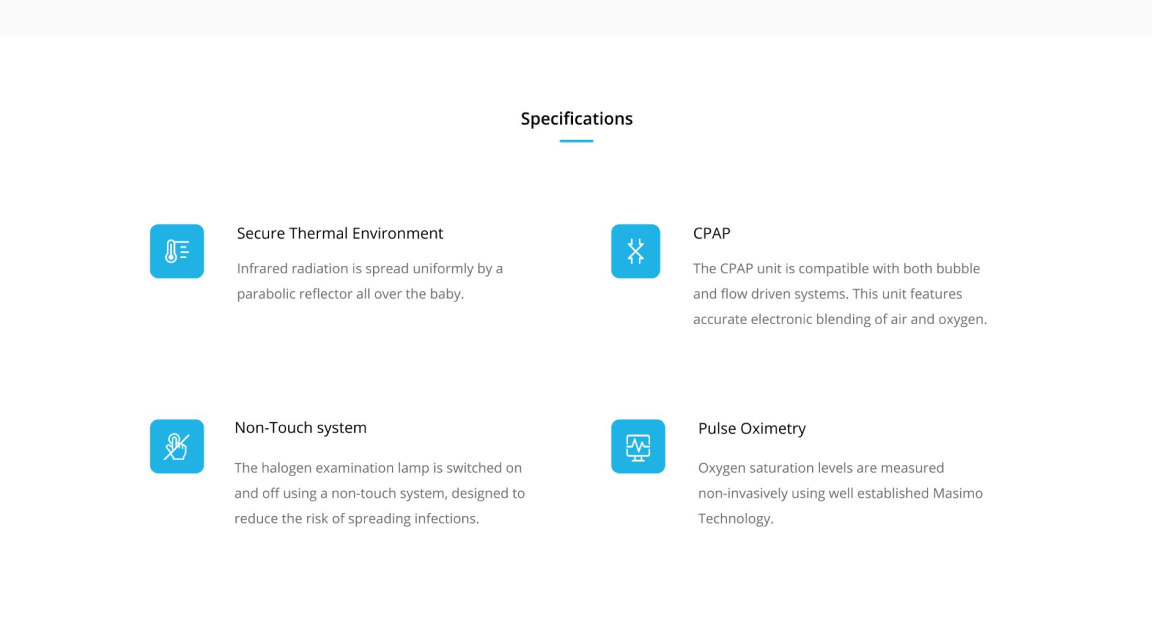 Specifications
Secure Thermal Environment
Infrared radiation is spread uniformly by a
parabolic reflector all over the baby.
CPAP
The CPAP unit is compatible with both bubble
and flow driven systems. This unit features
accurate electronic blending of air and oxygen.
Non-Touch system
The halogen examination lamp is switched on
and off using a non-touch system, designed to
reduce the risk of spreading infections.
Pulse Oximetry
Oxygen saturation levels are measured
non-invasively using well established Masimo
Technology.